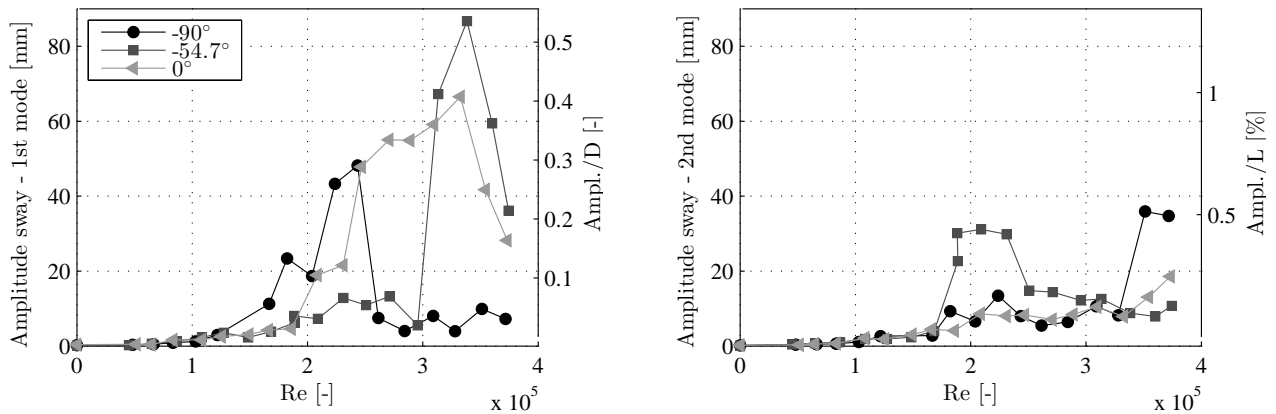 Amplitude sway - 1st mode [mm]
80
60
40
20
0
-90°
-54.7°
0°
0.5
0.4
0.3
0.2
0.1
Ampl./D [-]
0 1 2 3 4
Re [-]
x 10^5
Amplitude sway - 2nd mode [mm]
80
60
40
20
0
1
0.5
Ampl./L [%]
0 1 2 3 4
Re [-]
x 10^5